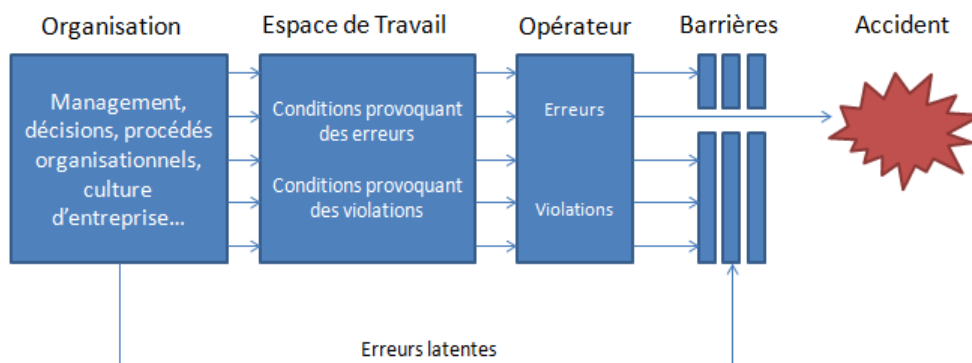 Organisation
Espace de Travail
Opérateur
Barrières
Accident
Management,
décisions, procédés
organisationnels,
culture
d’entreprise…
Conditions provoquant
des erreurs
Conditions provoquant
des violations
Erreurs
Violations
Erreurs latentes